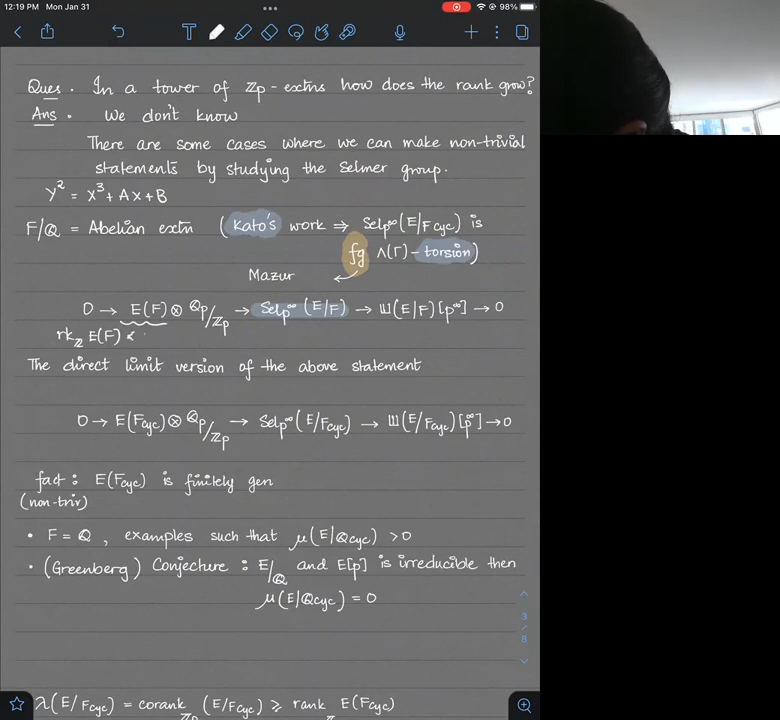 12:19 PM Mon Jan 31
98%
Ques. In a tower of ℤp-extns how does the rank grow?
Ans. We don't know
There are some cases where we can make non-trivial
statements by studying the Selmer group.
Y² = X³ + AX + B
F/ℚ = Abelian extn (Kato's work ⇒ Selp∞(E/Fcyc) is
fg Λ(Γ)-torsion)
Mazur
0 → E(F) ⊗ ℚp/ℤp → Selp∞(E/F) → Ш(E/F)[p∞] → 0
rkℤ E(F) <
The direct limit version of the above statement
0 → E(Fcyc) ⊗ ℚp/ℤp → Selp∞(E/Fcyc) → Ш(E/Fcyc)[p∞] → 0
fact : E(Fcyc) is finitely gen
(non-triv)
• F = ℚ, examples such that μ(E/ℚcyc) > 0
• (Greenberg) Conjecture : E/ℚ and E[p] is irreducible then
μ(E/ℚcyc) = 0
3
/
8
λ(E/Fcyc) = corankℤp (E/Fcyc) ⩾ rankℤ E(Fcyc)